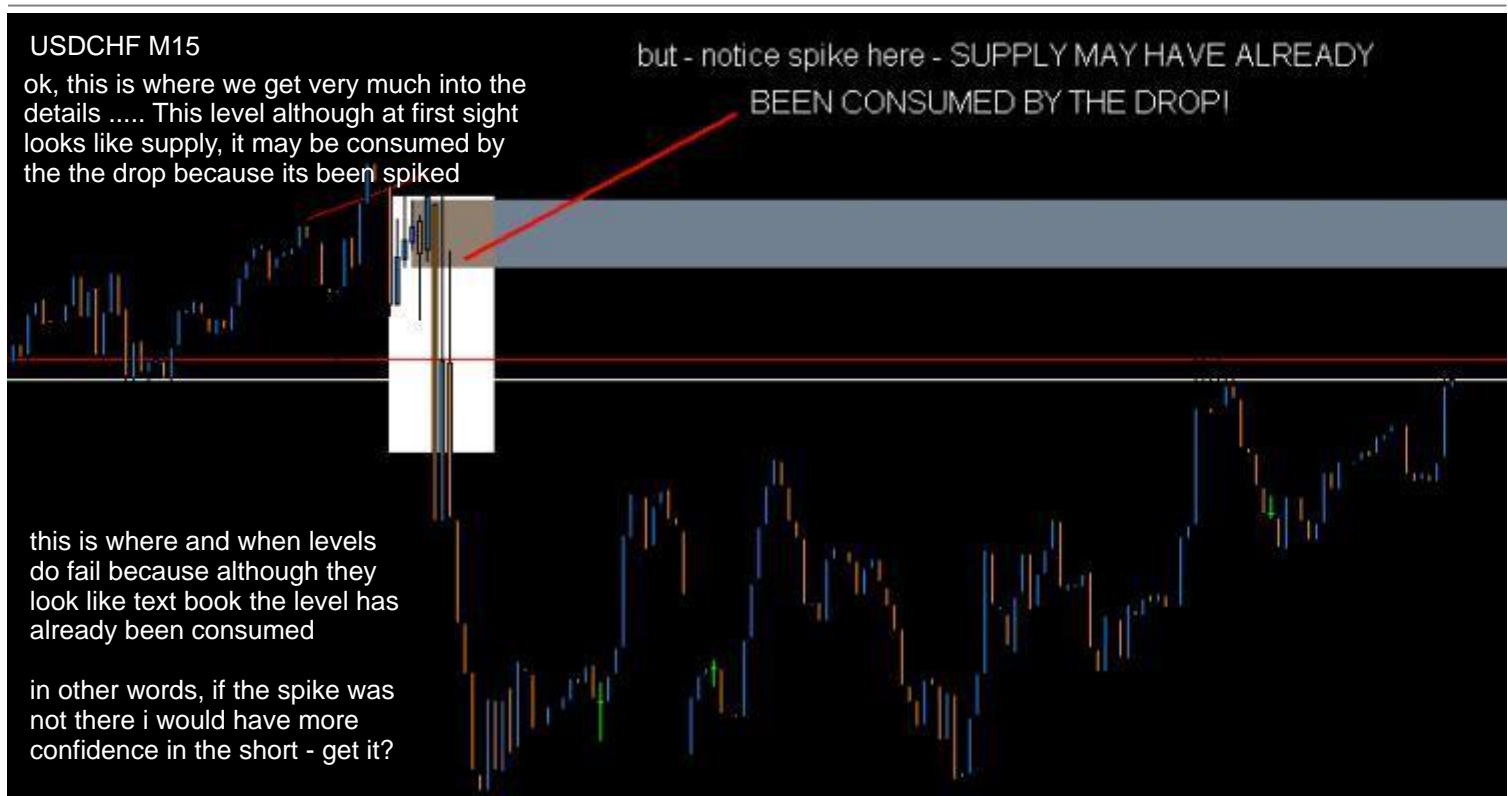 USDCHF M15
ok, this is where we get very much into the
details ..... This level although at first sight
looks like supply, it may be consumed by
the the drop because its been spiked
but - notice spike here - SUPPLY MAY HAVE ALREADY
BEEN CONSUMED BY THE DROP!
this is where and when levels
do fail because although they
look like text book the level has
already been consumed
in other words, if the spike was
not there i would have more
confidence in the short - get it?